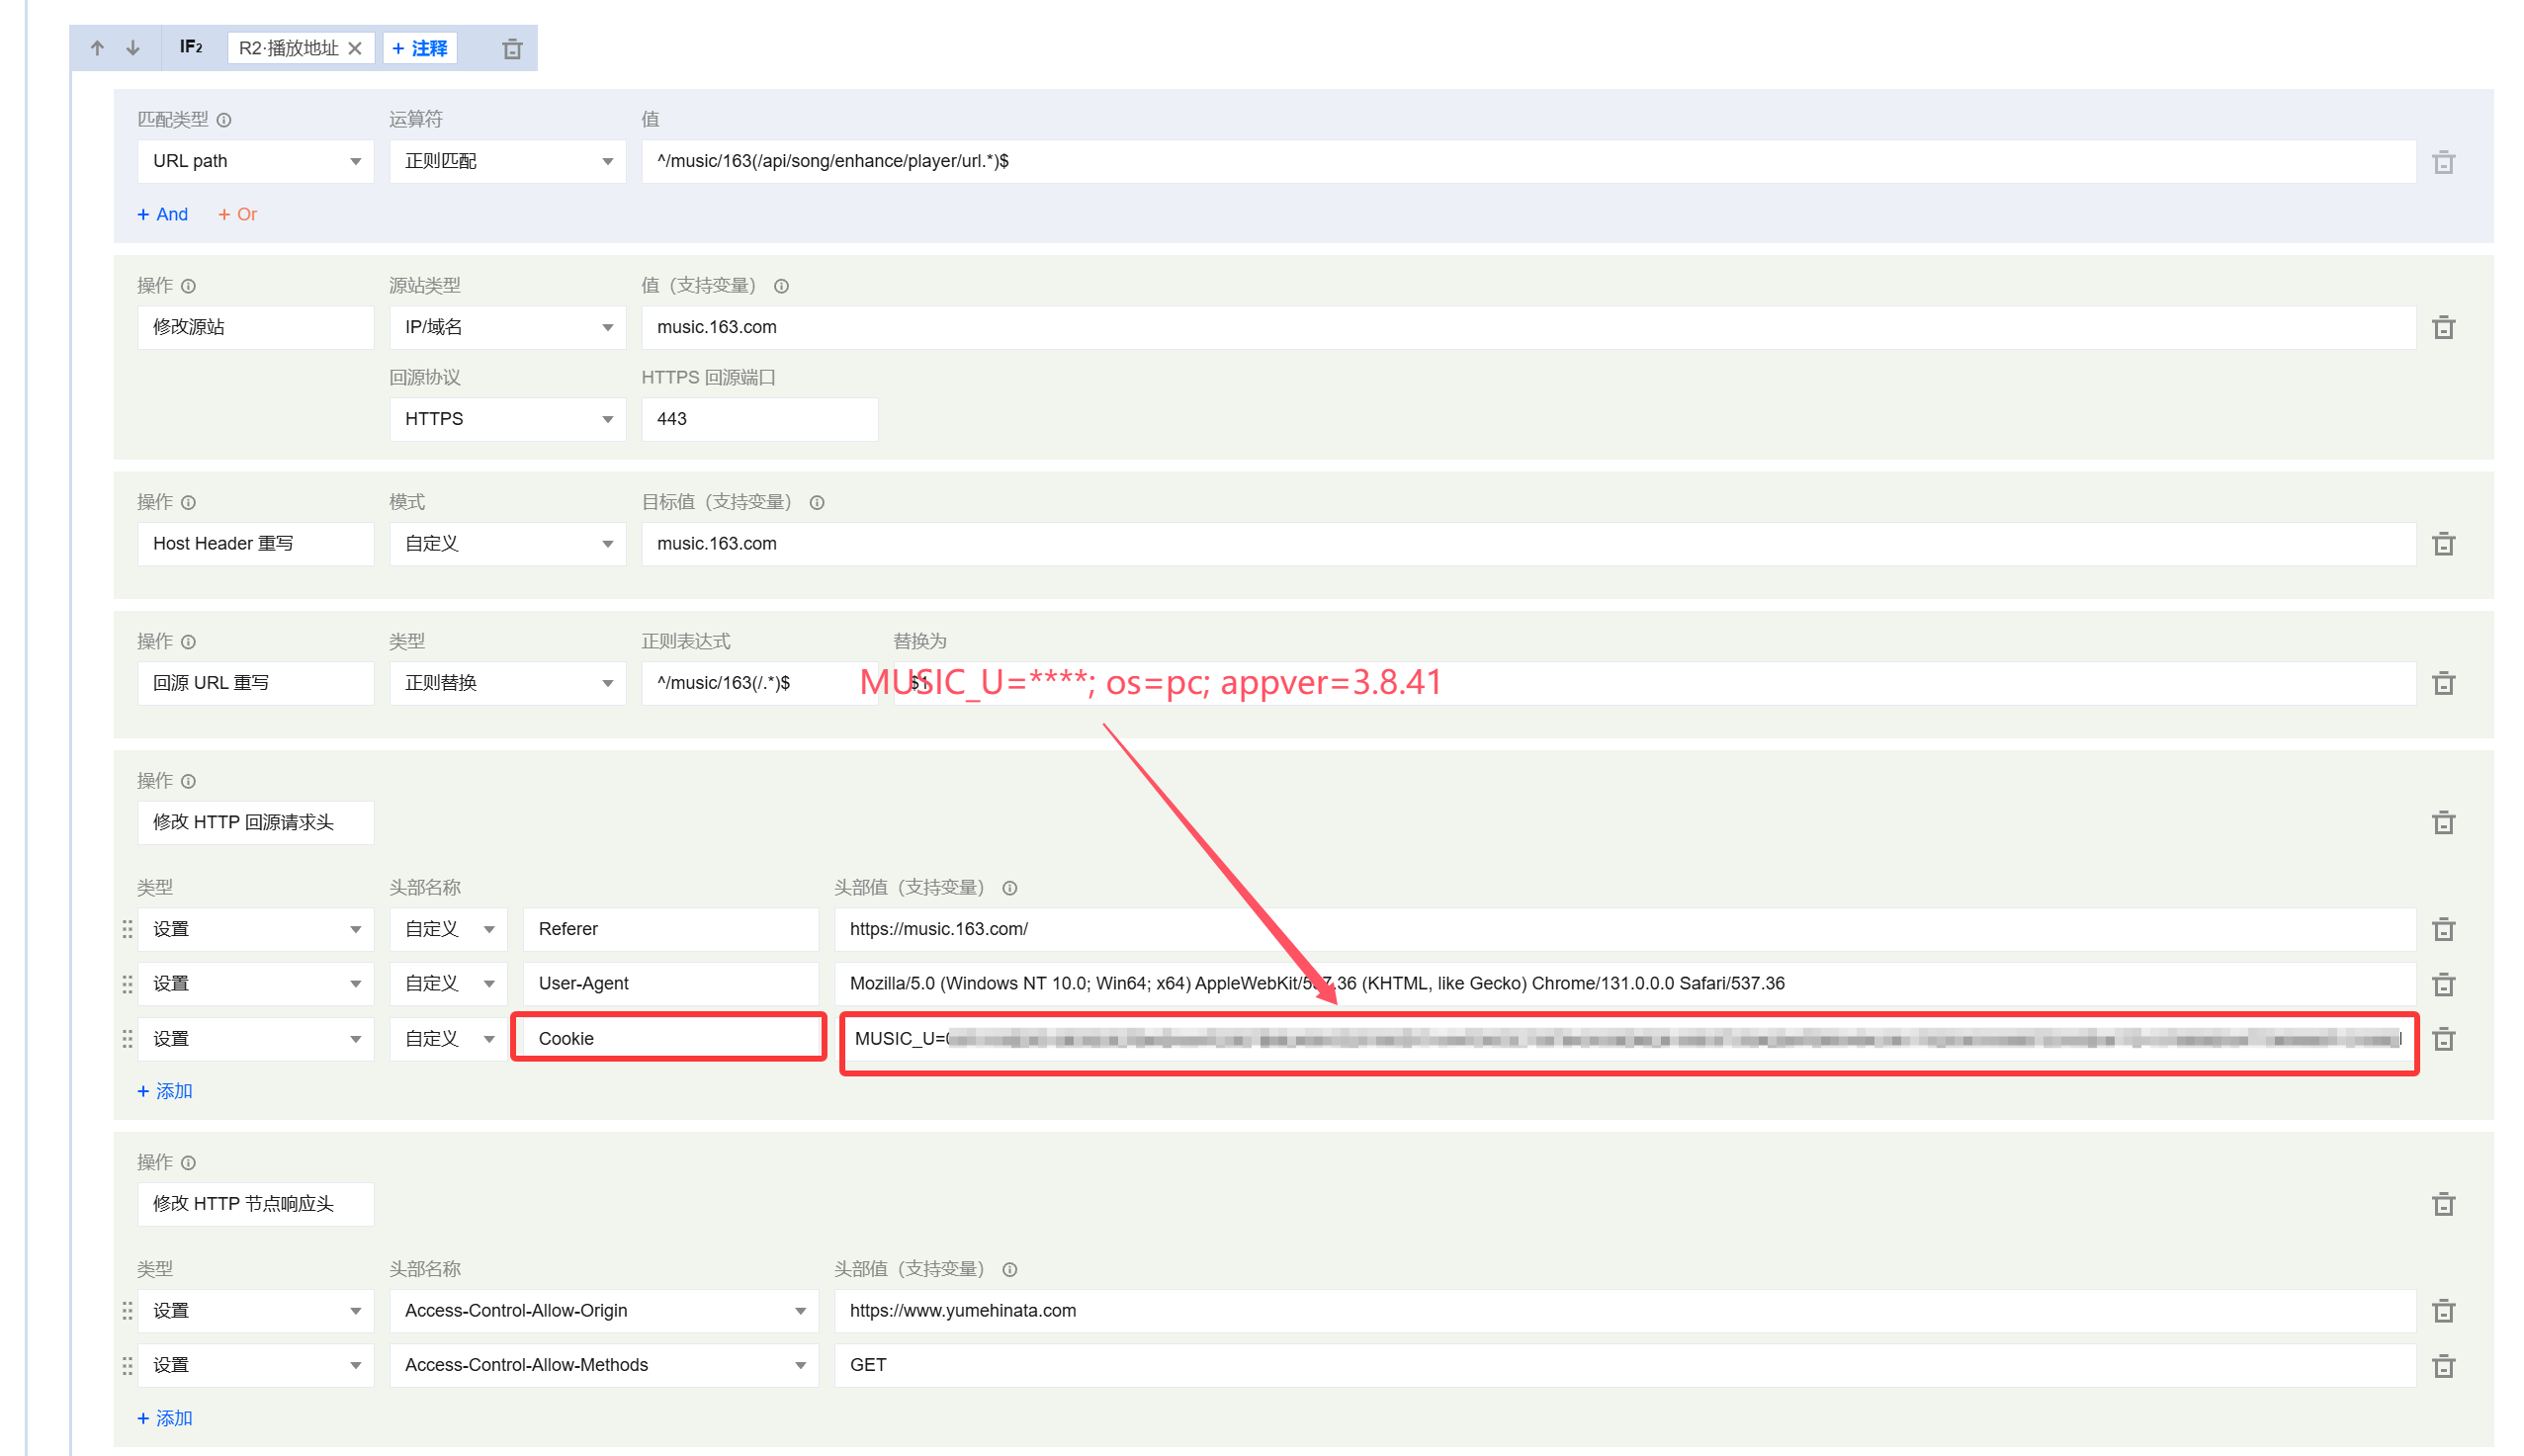 IF2 R2·播放地址 + 注释
匹配类型 运算符 值
URL path 正则匹配 ^/music/163(/api/song/enhance/player/url.*)$
+ And + Or
操作 源站类型 值（支持变量）
修改源站 IP/域名 music.163.com
回源协议 HTTPS 回源端口
HTTPS 443
操作 模式 目标值（支持变量）
Host Header 重写 自定义 music.163.com
操作 类型 正则表达式 替换为
回源 URL 重写 正则替换 ^/music/163(/.*)$ $1
MUSIC_U=****; os=pc; appver=3.8.41
操作
修改 HTTP 回源请求头
类型 头部名称 头部值（支持变量）
设置 自定义 Referer https://music.163.com/
设置 自定义 User-Agent Mozilla/5.0 (Windows NT 10.0; Win64; x64) AppleWebKit/537.36 (KHTML, like Gecko) Chrome/131.0.0.0 Safari/537.36
设置 自定义 Cookie MUSIC_U=
+ 添加
操作
修改 HTTP 节点响应头
类型 头部名称 头部值（支持变量）
设置 Access-Control-Allow-Origin https://www.yumehinata.com
设置 Access-Control-Allow-Methods GET
+ 添加